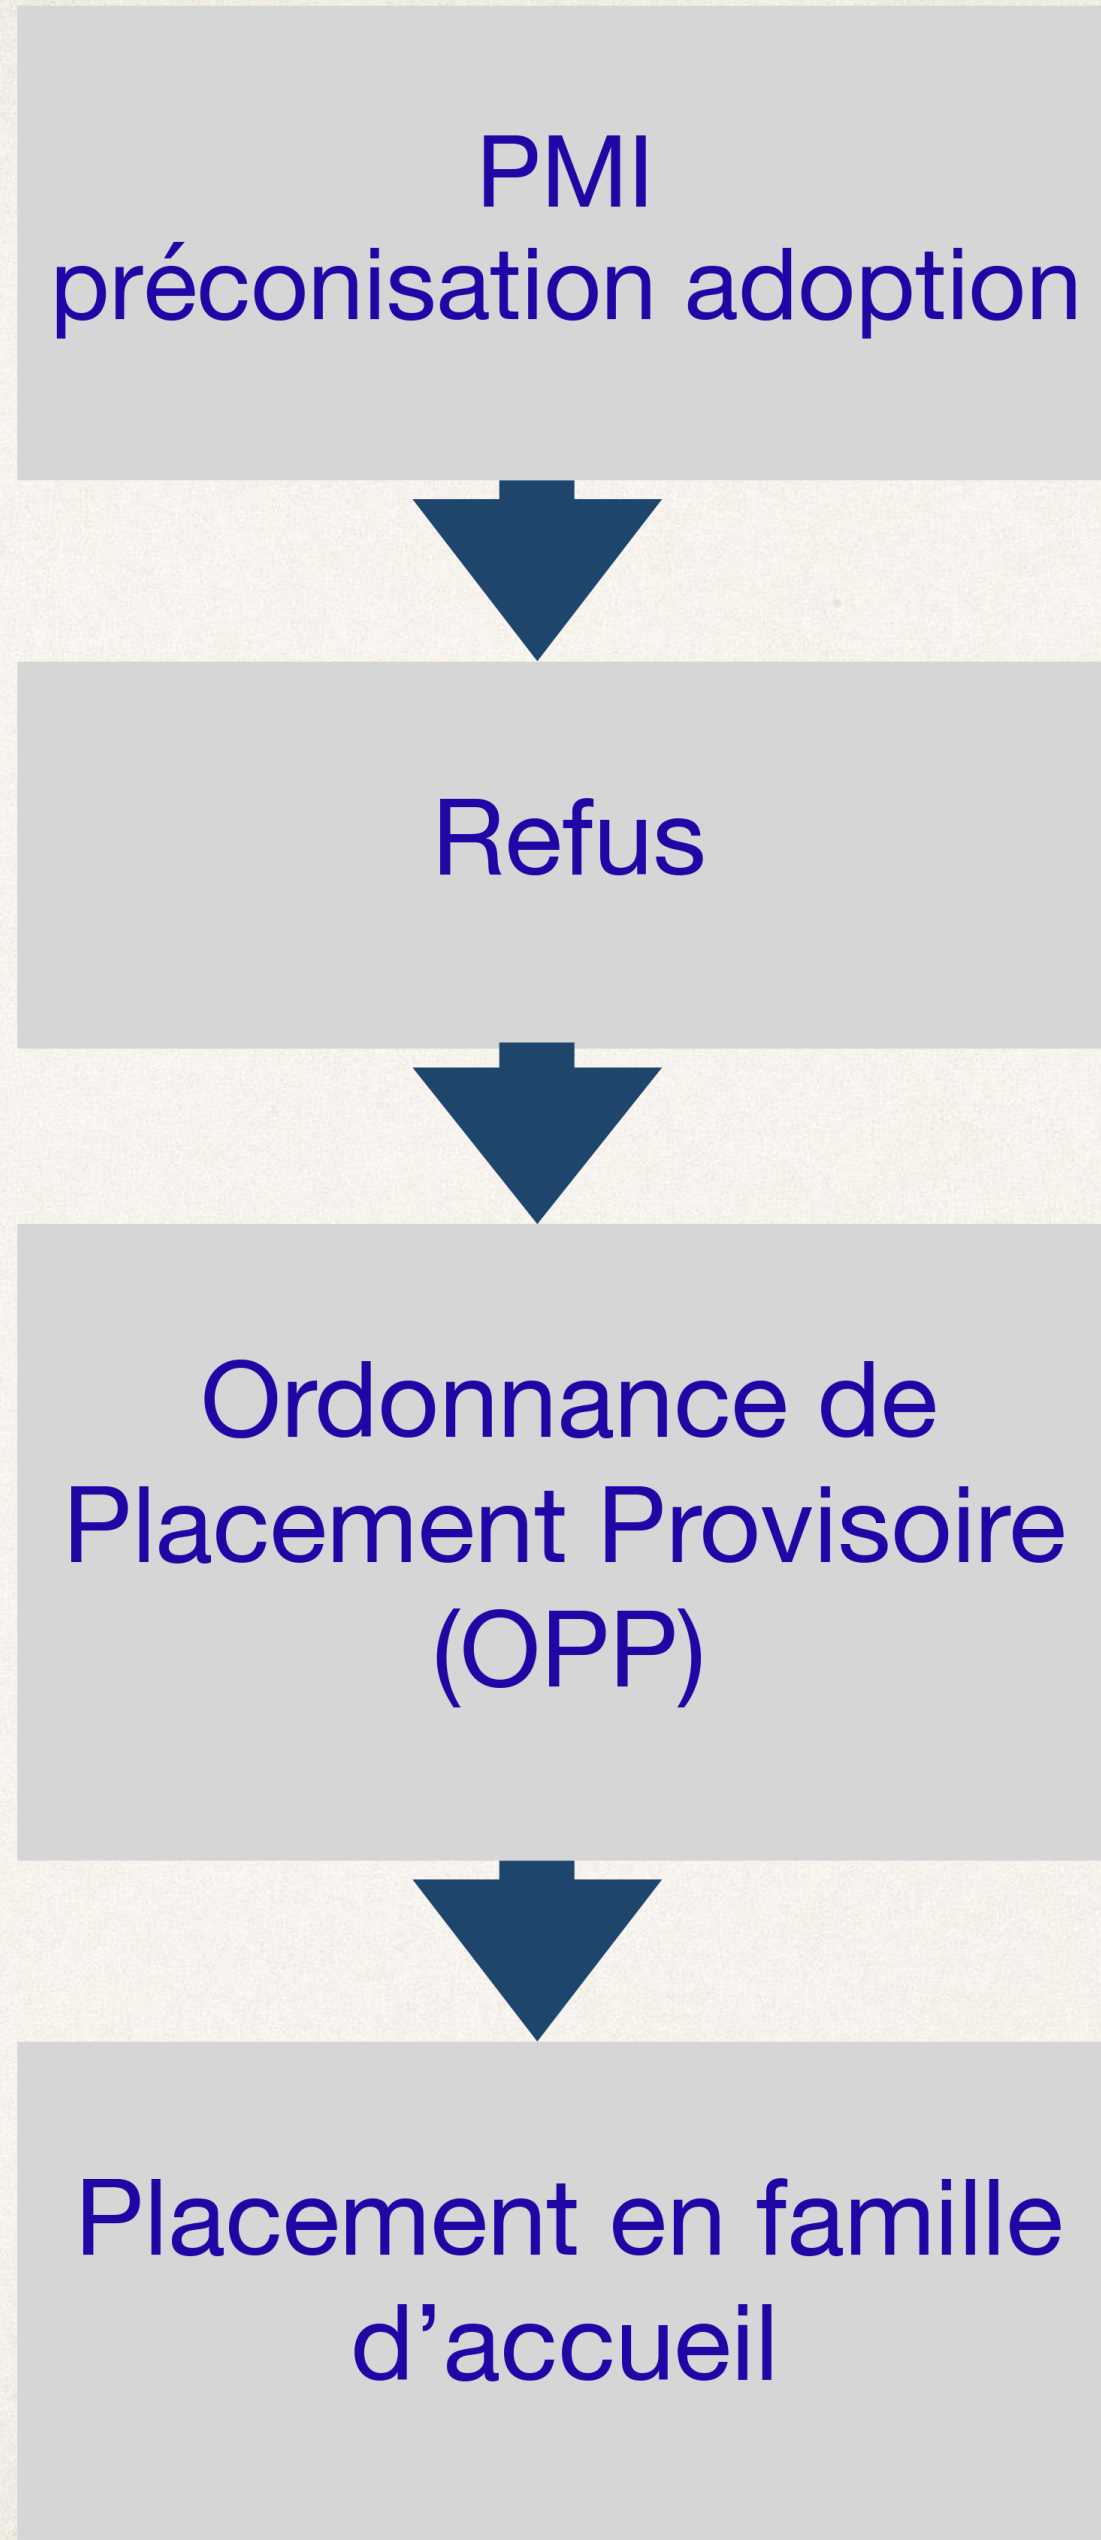 PMI
préconisation adoption
Refus
Ordonnance de
Placement Provisoire
(OPP)
Placement en famille
d’accueil